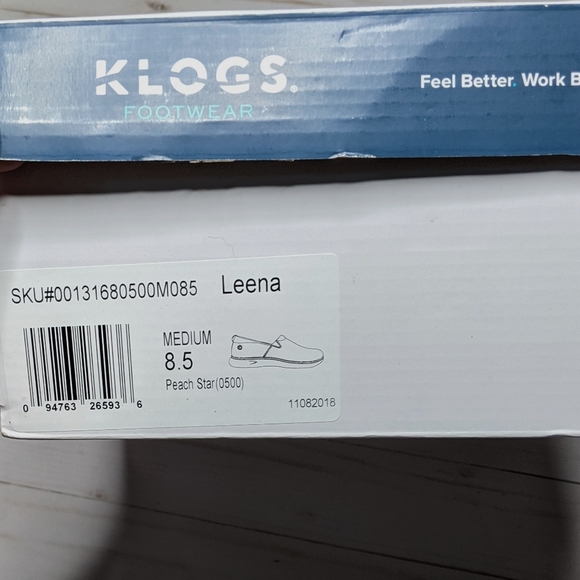 KLOGS.
FOOTWEAR
Feel Better. Work B
SKU#00131680500M085 Leena
MEDIUM
8.5
Peach Star(0500)
0 94763 26593 6
11082018